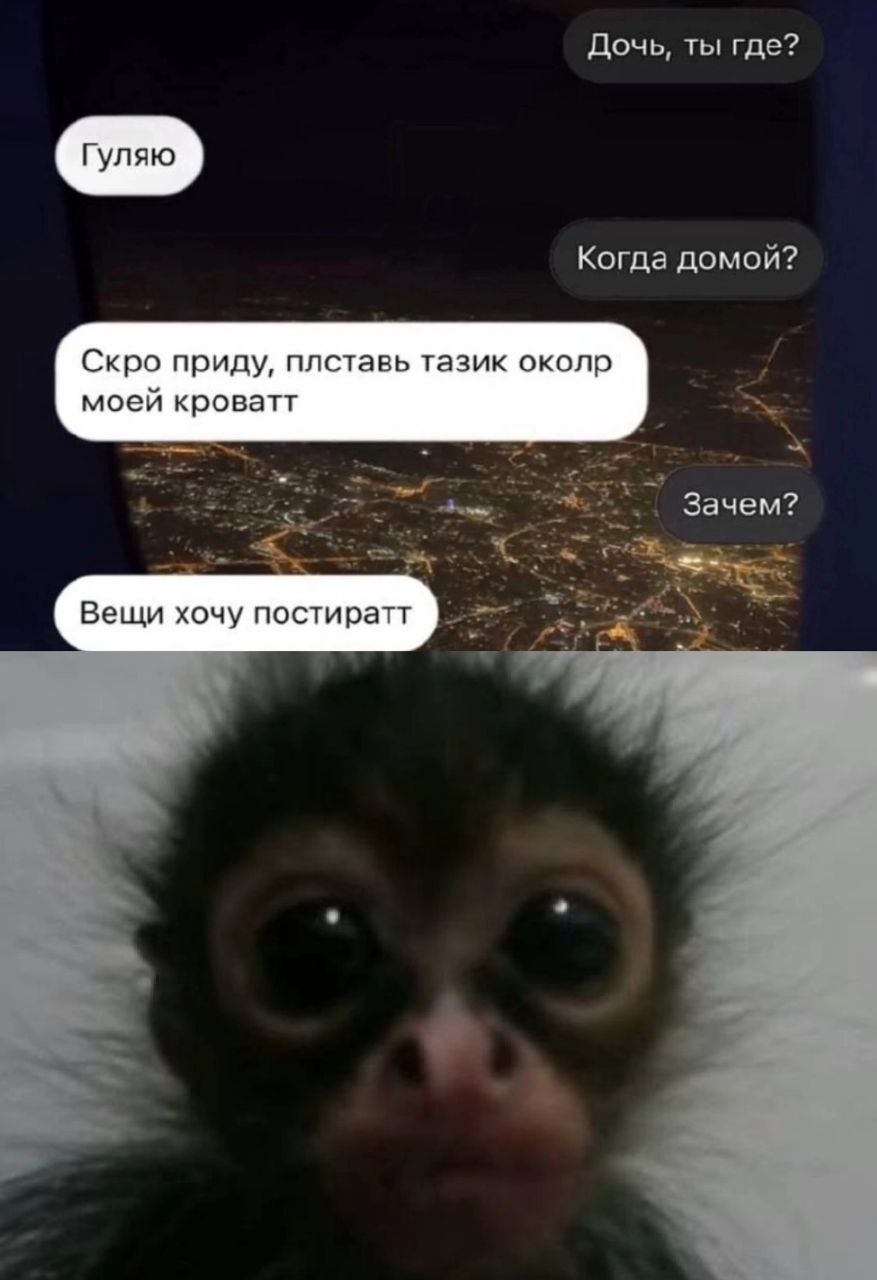 Дочь, ты где?
Гуляю
Когда домой?
Скро приду, плставь тазик околр
моей кроватт
Зачем?
Вещи хочу постиратт